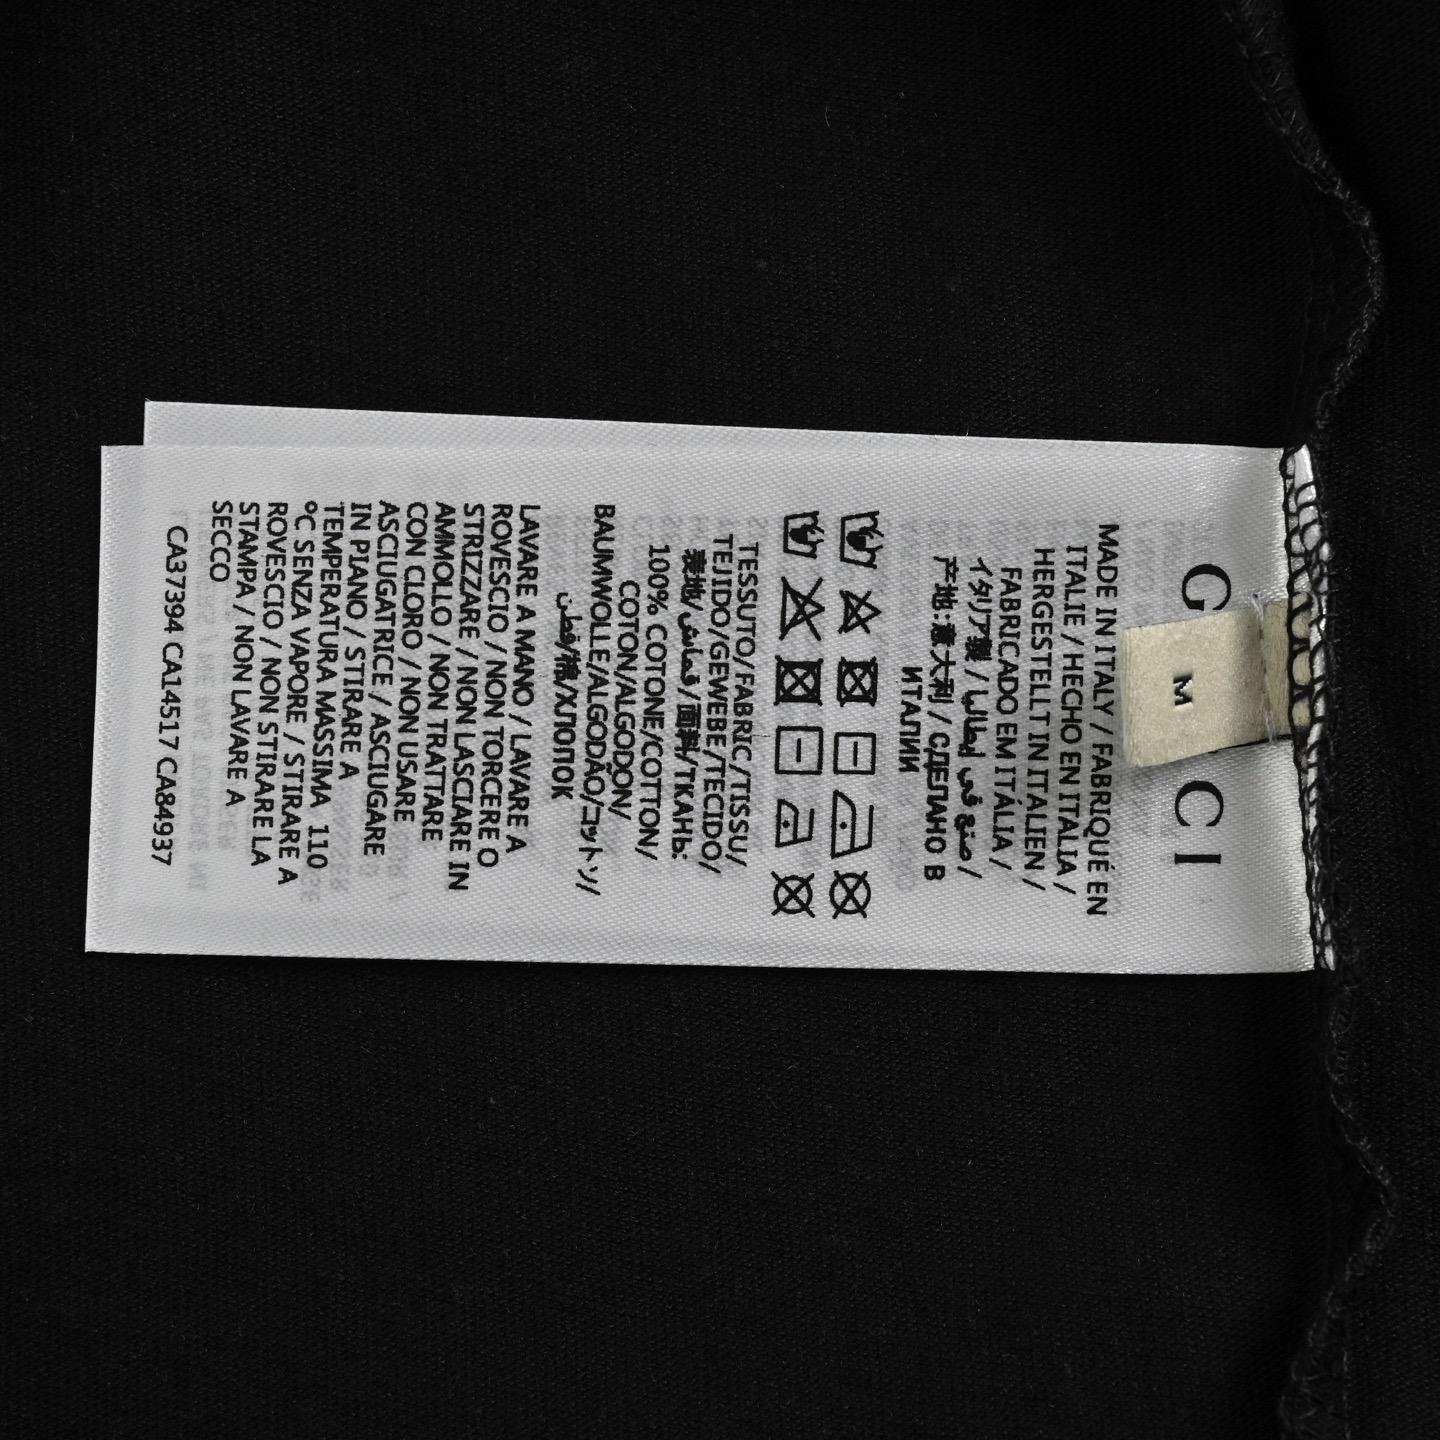 G CI
M
MADE IN ITALY / FABRIQUÉ EN
ITALIE / HECHO EN ITALIA /
HERGESTELLT IN ITALIEN /
FABRICADO EM ITÁLIA /
イタリア製 / صنع في إيطاليا /
产地:意大利 / СДЕЛАНО В
ИТАЛИИ
TESSUTO/FABRIC/TISSU/
TEJIDO/GEWEBE/TECIDO/
表地/قماش/面料/ТКАНЬ:
100% COTONE/COTTON/
COTON/ALGODON/
BAUMWOLLE/ALGODÃO/コットン/
قطن/棉/ХЛОПОК
LAVARE A MANO / LAVARE A
ROVESCIO / NON TORCERE O
STRIZZARE / NON LASCIARE IN
AMMOLLO / NON TRATTARE
CON CLORO / NON USARE
ASCIUGATRICE / ASCIUGARE
IN PIANO / STIRARE A
TEMPERATURA MASSIMA 110
°C SENZA VAPORE / STIRARE A
ROVESCIO / NON STIRARE LA
STAMPA / NON LAVARE A
SECCO
CA37394 CA14517 CA84937